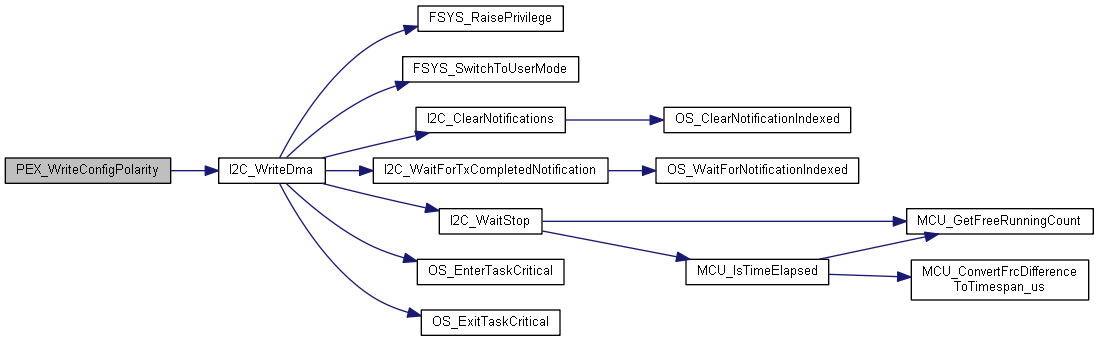 FSYS_RaisePrivilege
FSYS_SwitchToUserMode
I2C_ClearNotifications
OS_ClearNotificationIndexed
PEX_WriteConfigPolarity
I2C_WriteDma
I2C_WaitForTxCompletedNotification
OS_WaitForNotificationIndexed
I2C_WaitStop
MCU_GetFreeRunningCount
OS_EnterTaskCritical
MCU_IsTimeElapsed
MCU_ConvertFrcDifference
ToTimespan_us
OS_ExitTaskCritical